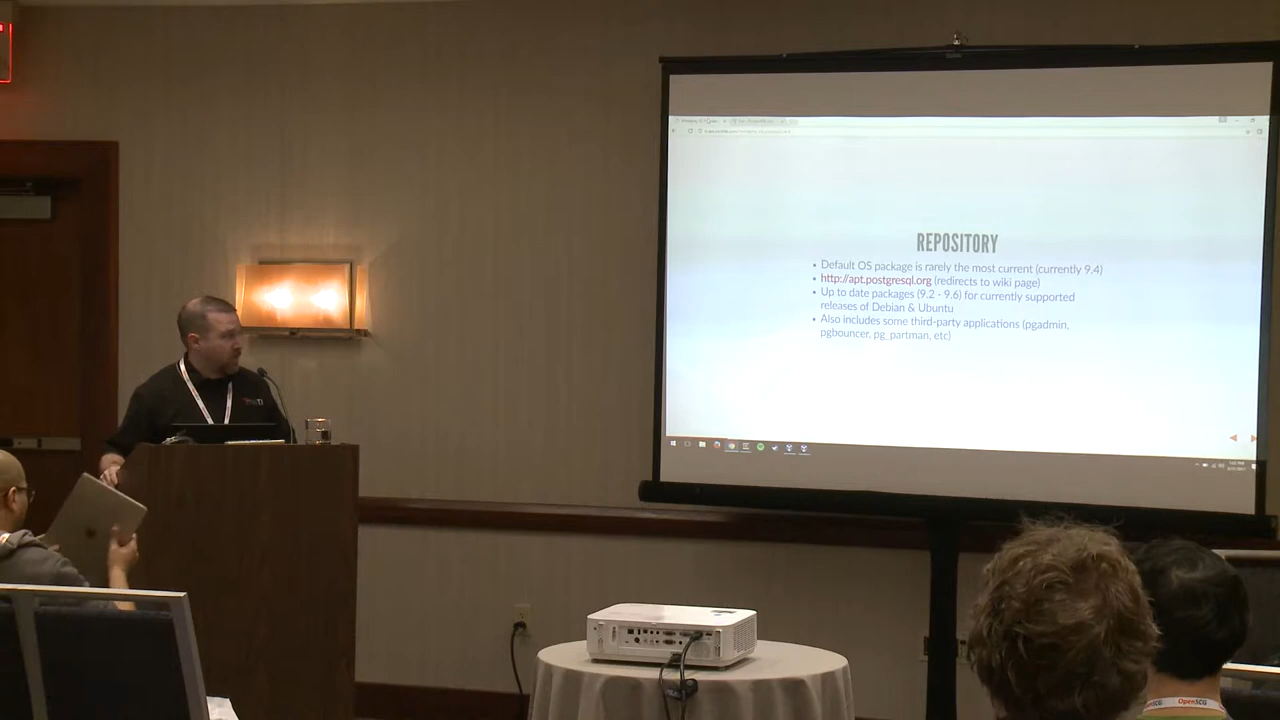 REPOSITORY
• Default OS package is rarely the most current (currently 9.4)
• http://apt.postgresql.org (redirects to wiki page)
• Up to date packages (9.2 - 9.6) for currently supported
releases of Debian & Ubuntu
• Also includes some third-party applications (pgadmin,
pgbouncer, pg_partman, etc)
OpenSCG